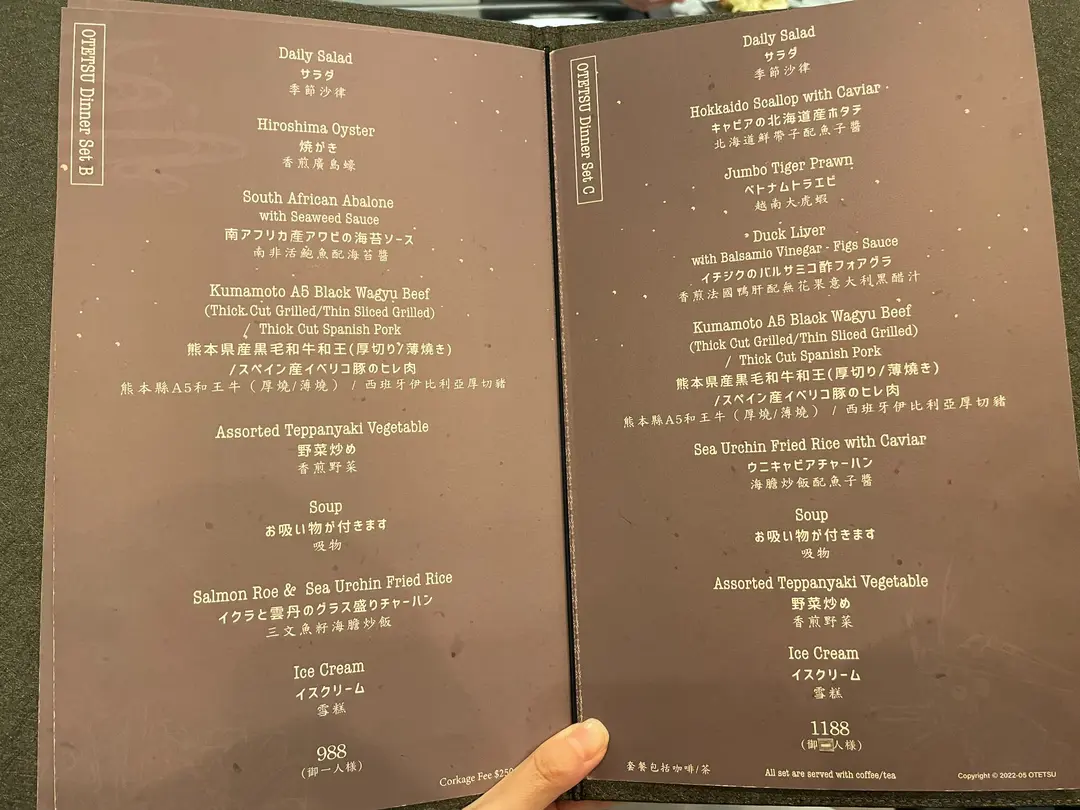 OTETSU Dinner Set B
Daily Salad
サラダ
季節沙律
Hiroshima Oyster
焼がき
香煎廣島蠔
South African Abalone
with Seaweed Sauce
南アフリカ産アワビの海苔ソース
南非活鮑魚配海苔醬
Kumamoto A5 Black Wagyu Beef
(Thick Cut Grilled/Thin Sliced Grilled)
/ Thick Cut Spanish Pork
熊本県産黒毛和牛和王(厚切り/薄焼き)
/スペイン産イベリコ豚のヒレ肉
熊本縣A5和王牛（厚燒/薄燒） / 西班牙伊比利亞厚切豬
Assorted Teppanyaki Vegetable
野菜炒め
香煎野菜
Soup
お吸い物が付きます
吸物
Salmon Roe & Sea Urchin Fried Rice
イクラと雲丹のグラス盛りチャーハン
三文魚籽海膽炒飯
Ice Cream
イスクリーム
雪糕
988
(御一人様)
Corkage Fee $250
OTETSU Dinner Set C
Daily Salad
サラダ
季節沙律
Hokkaido Scallop with Caviar
キャビアの北海道産ホタテ
北海道鮮帶子配魚子醬
Jumbo Tiger Prawn
ベトナムトラエビ
越南大虎蝦
Duck Liver
with Balsamio Vinegar - Figs Sauce
イチジクのバルサミコ酢フォアグラ
香煎法國鴨肝配無花果意大利黑醋汁
Kumamoto A5 Black Wagyu Beef
(Thick Cut Grilled/Thin Sliced Grilled)
/ Thick Cut Spanish Pork
熊本県産黒毛和牛和王(厚切り/薄焼き)
/スペイン産イベリコ豚のヒレ肉
熊本縣A5和王牛（厚燒/薄燒） / 西班牙伊比利亞厚切豬
Sea Urchin Fried Rice with Caviar
ウニキャビアチャーハン
海膽炒飯配魚子醬
Soup
お吸い物が付きます
吸物
Assorted Teppanyaki Vegetable
野菜炒め
香煎野菜
Ice Cream
イスクリーム
雪糕
1188
(御一人様)
套餐包括咖啡/茶
All set are served with coffee/tea
Copyright © 2022-05 OTETSU